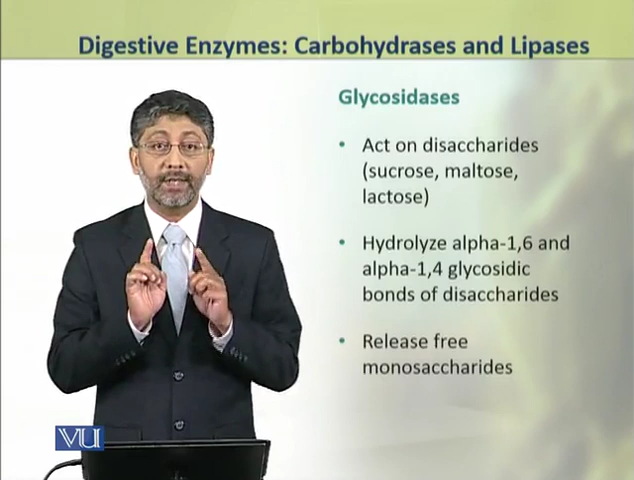 Digestive Enzymes: Carbohydrases and Lipases
Glycosidases
• Act on disaccharides
(sucrose, maltose,
lactose)
• Hydrolyze alpha-1,6 and
alpha-1,4 glycosidic
bonds of disaccharides
• Release free
monosaccharides
VU